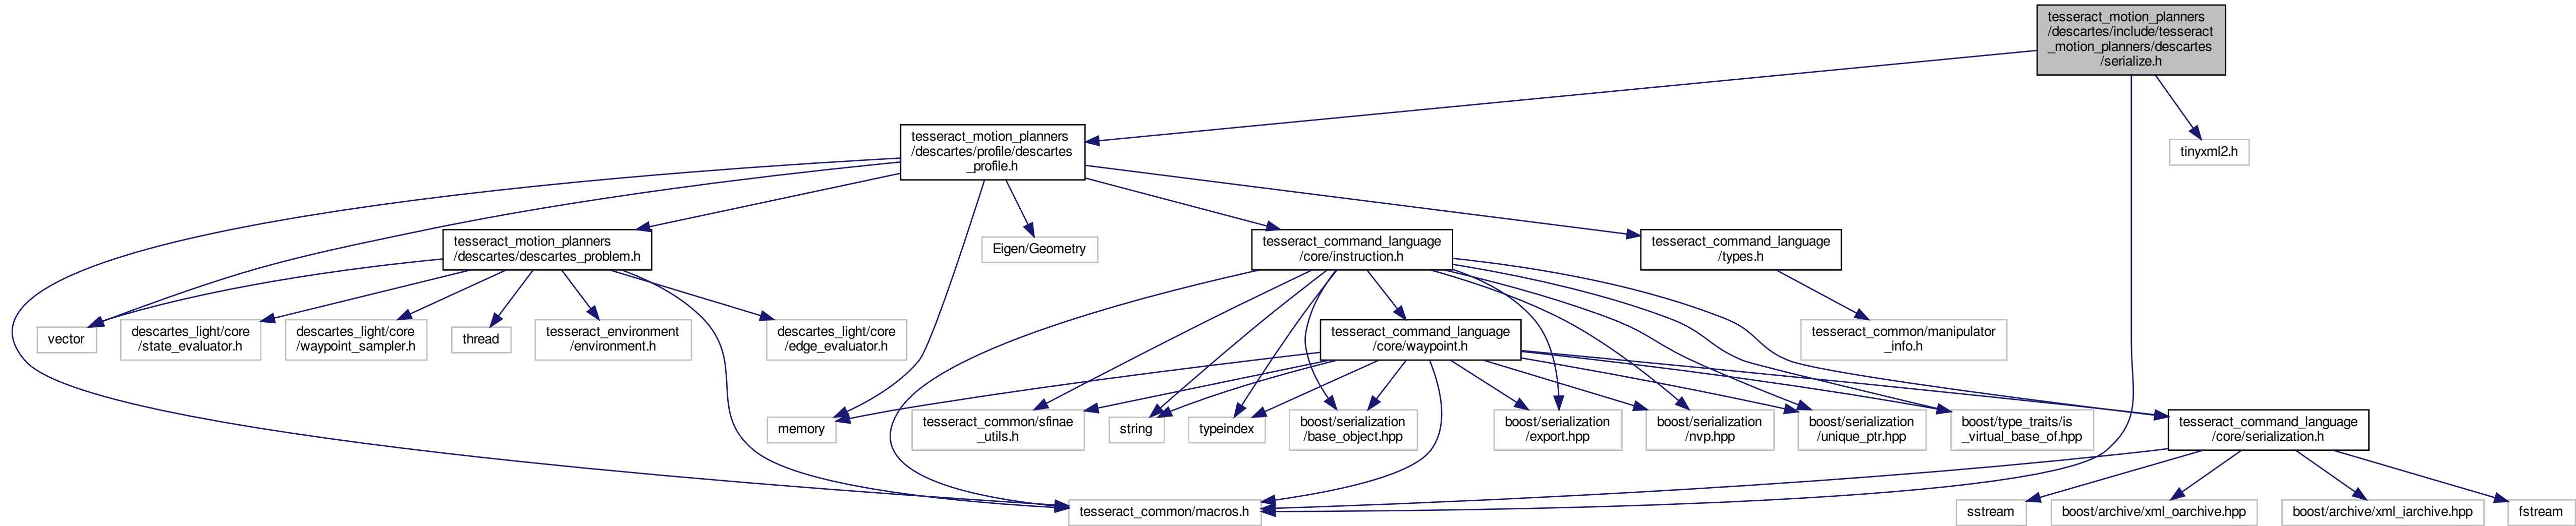 tesseract_motion_planners
/descartes/include/tesseract
_motion_planners/descartes
/serialize.h
tesseract_motion_planners
/descartes/profile/descartes
_profile.h
tinyxml2.h
tesseract_motion_planners
/descartes/descartes_problem.h
Eigen/Geometry
tesseract_command_language
/core/instruction.h
tesseract_command_language
/types.h
vector
descartes_light/core
/state_evaluator.h
descartes_light/core
/waypoint_sampler.h
thread
tesseract_environment
/environment.h
descartes_light/core
/edge_evaluator.h
tesseract_command_language
/core/waypoint.h
tesseract_common/manipulator
_info.h
memory
tesseract_common/sfinae
_utils.h
string
typeindex
boost/serialization
/base_object.hpp
boost/serialization
/export.hpp
boost/serialization
/nvp.hpp
boost/serialization
/unique_ptr.hpp
boost/type_traits/is
_virtual_base_of.hpp
tesseract_command_language
/core/serialization.h
tesseract_common/macros.h
sstream
boost/archive/xml_oarchive.hpp
boost/archive/xml_iarchive.hpp
fstream